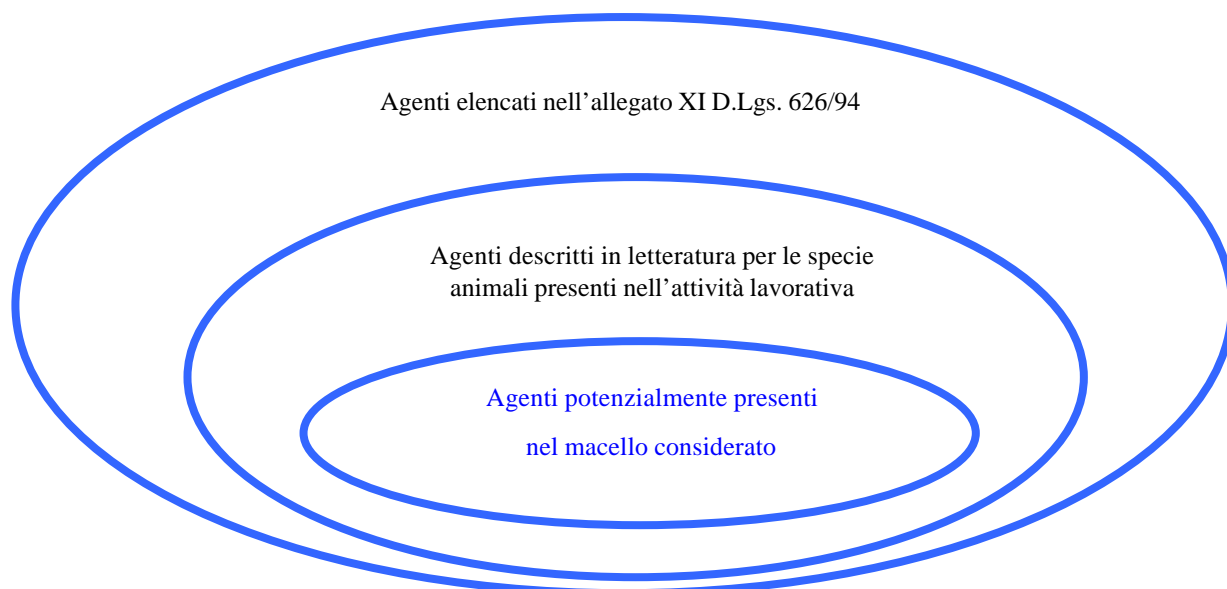 Agenti elencati nell’allegato XI D.Lgs. 626/94
Agenti descritti in letteratura per le specie
animali presenti nell’attività lavorativa
Agenti potenzialmente presenti
nel macello considerato